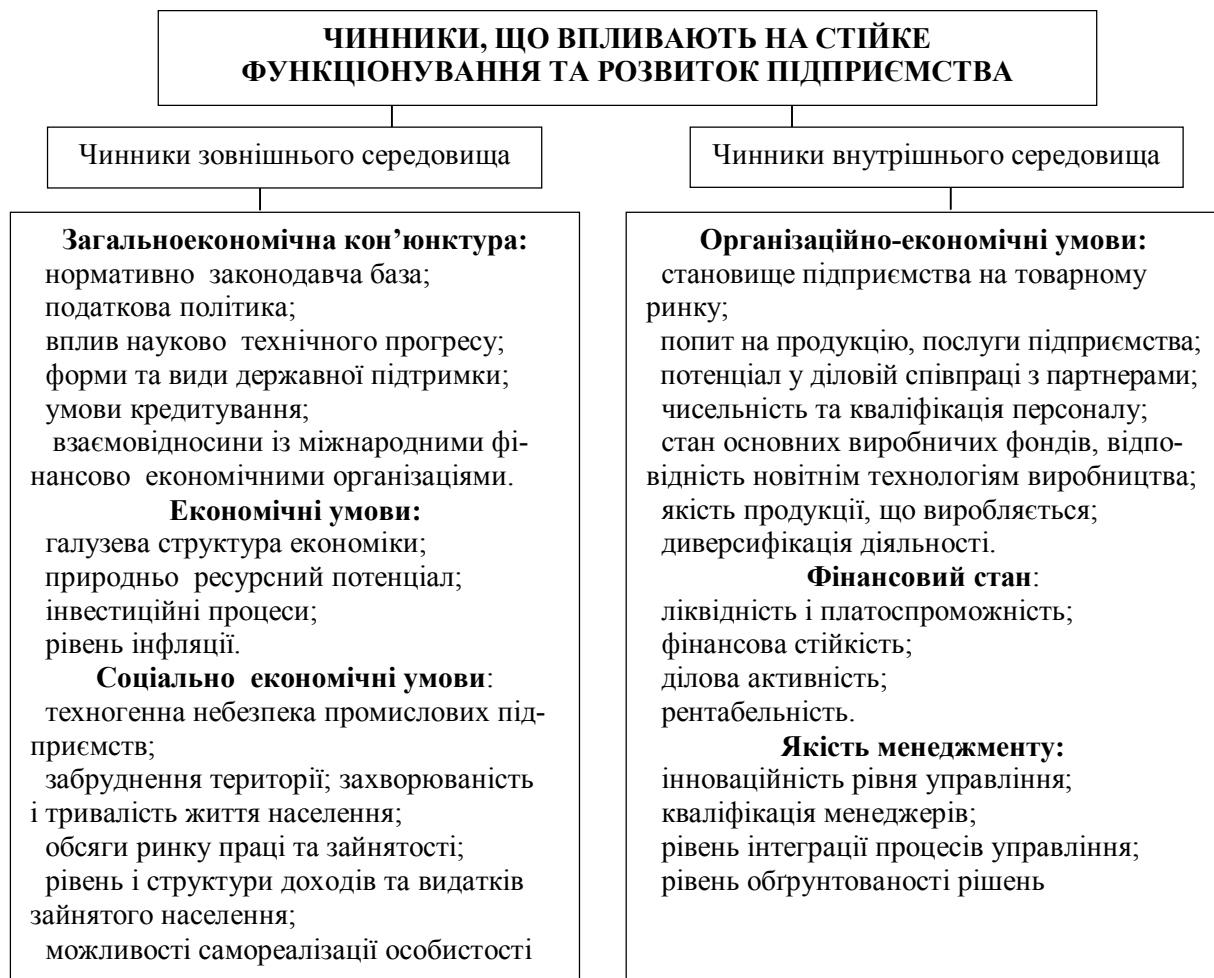 ЧИННИКИ, ЩО ВПЛИВАЮТЬ НА СТІЙКЕ
ФУНКЦІОНУВАННЯ ТА РОЗВИТОК ПІДПРИЄМСТВА
Чинники зовнішнього середовища
Загальноекономічна кон’юнктура:
нормативно законодавча база;
податкова політика;
вплив науково технічного прогресу;
форми та види державної підтримки;
умови кредитування;
взаємовідносини із міжнародними фі-
нансово економічними організаціями.
Економічні умови:
галузева структура економіки;
природньо ресурсний потенціал;
інвестиційні процеси;
рівень інфляції.
Соціально економічні умови:
техногенна небезпека промислових під-
приємств;
забруднення території; захворюваність
і тривалість життя населення;
обсяги ринку праці та зайнятості;
рівень і структури доходів та видатків
зайнятого населення;
можливості самореалізації особистості
Чинники внутрішнього середовища
Організаційно-економічні умови:
становище підприємства на товарному
ринку;
попит на продукцію, послуги підприємства;
потенціал у діловій співпраці з партнерами;
чисельність та кваліфікація персоналу;
стан основних виробничих фондів, відпо-
відність новітнім технологіям виробництва;
якість продукції, що виробляється;
диверсифікація діяльності.
Фінансовий стан:
ліквідність і платоспроможність;
фінансова стійкість;
ділова активність;
рентабельність.
Якість менеджменту:
інноваційність рівня управління;
кваліфікація менеджерів;
рівень інтеграції процесів управління;
рівень обґрунтованості рішень